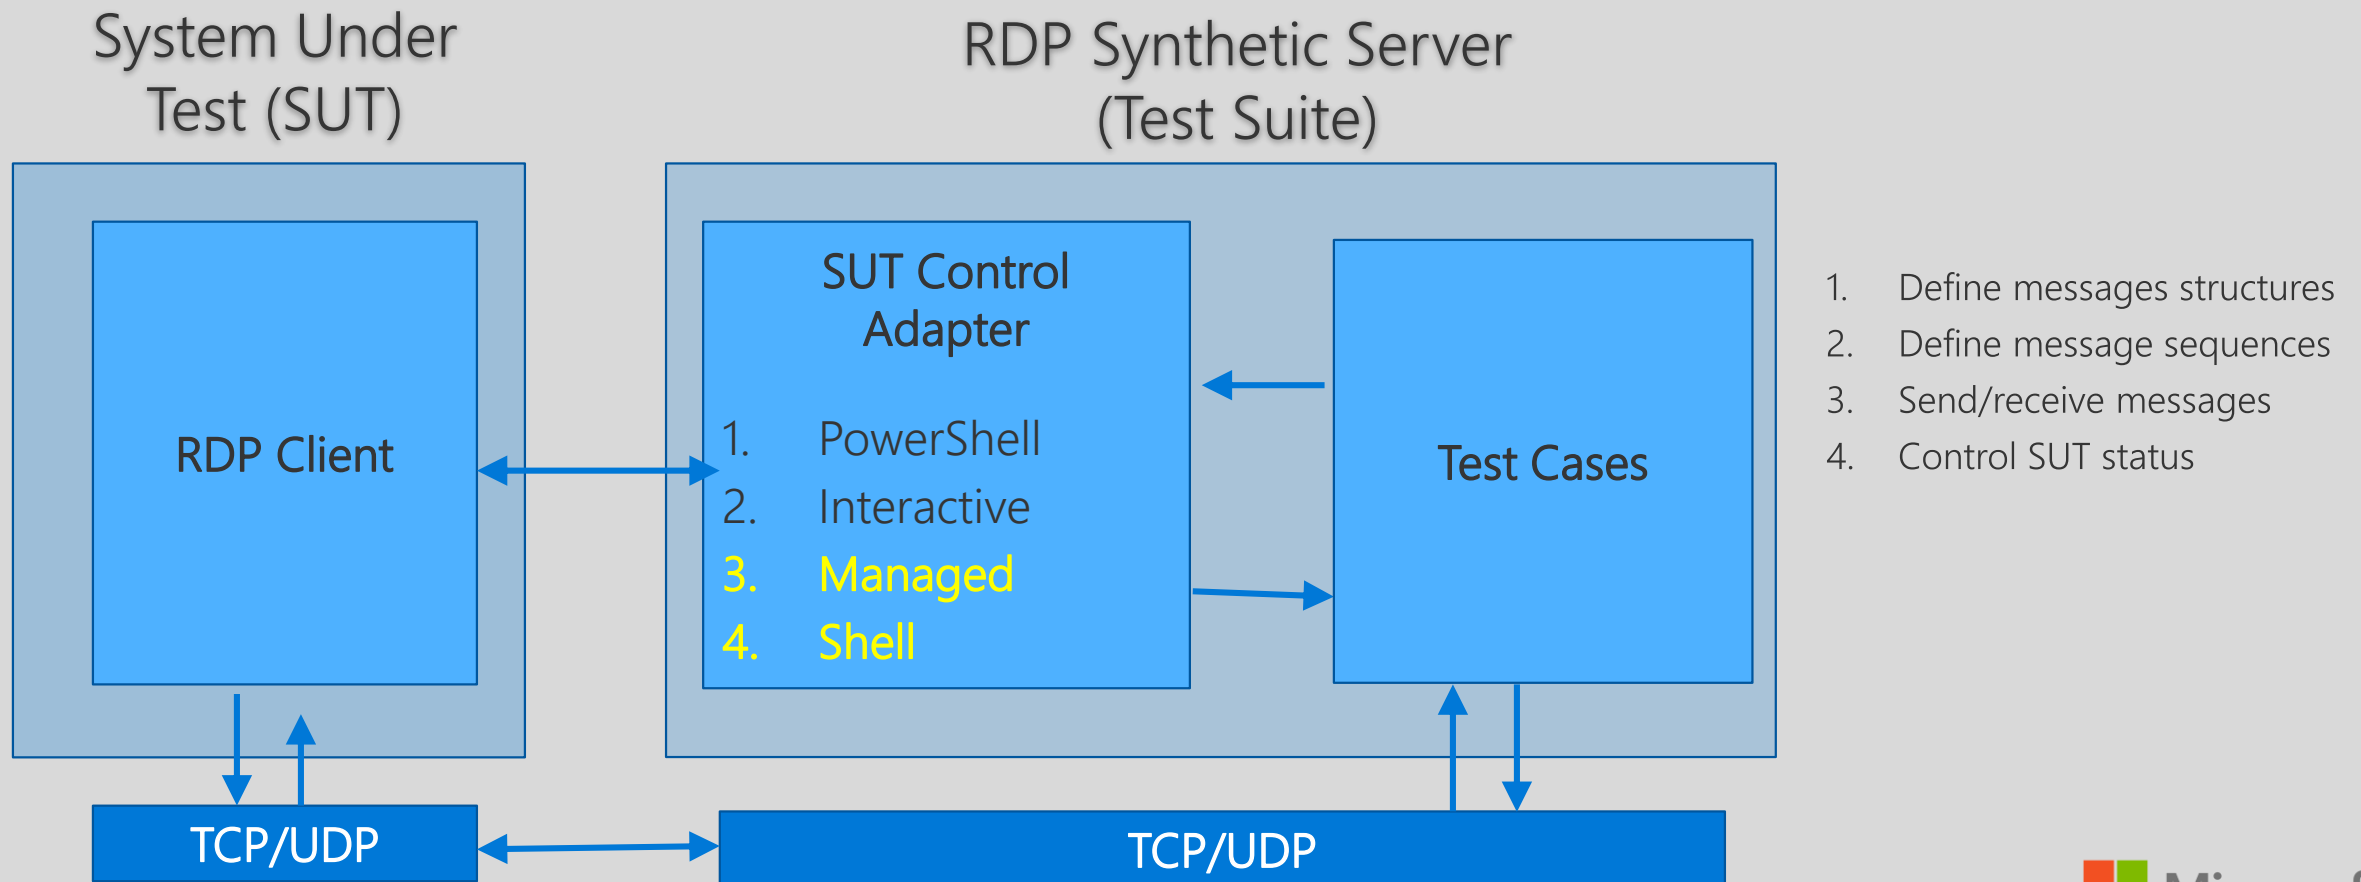 System Under
Test (SUT)
RDP Synthetic Server
(Test Suite)
RDP Client
SUT Control
Adapter
1. PowerShell
2. Interactive
3. Managed
4. Shell
Test Cases
1. Define messages structures
2. Define message sequences
3. Send/receive messages
4. Control SUT status
TCP/UDP
TCP/UDP